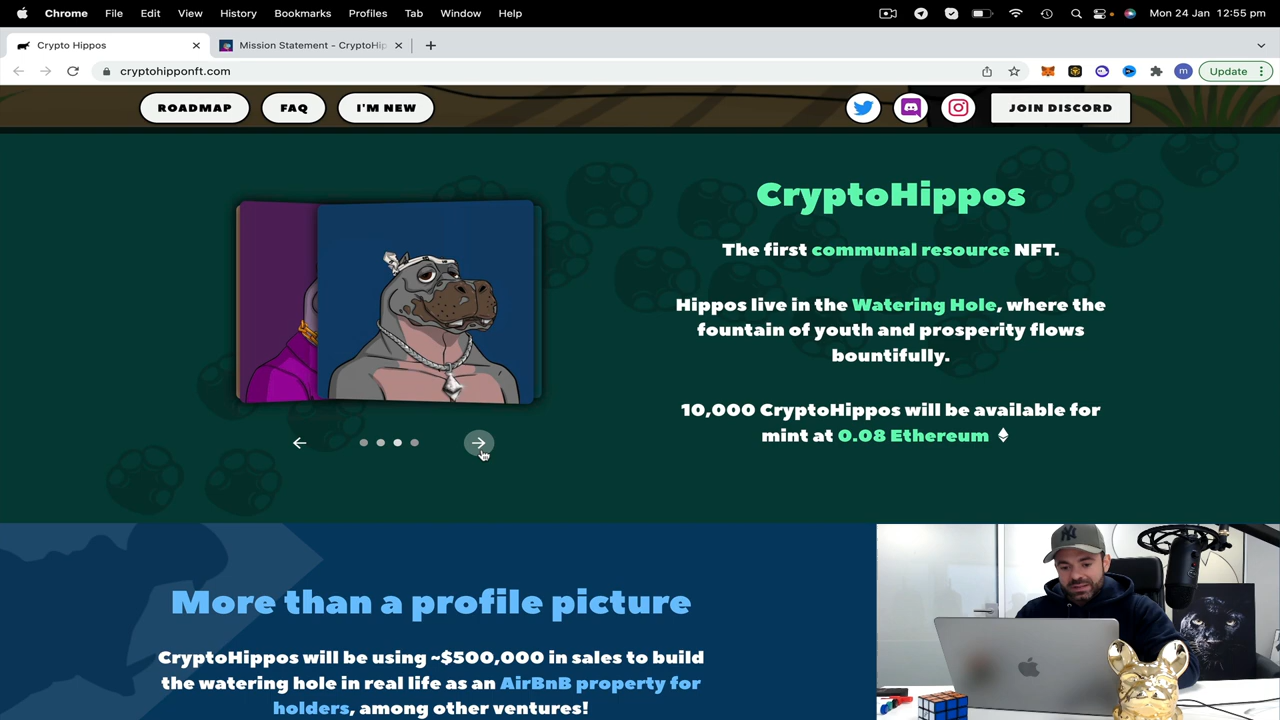 Chrome File Edit View History Bookmarks Profiles Tab Window Help Mon 24 Jan 12:55 pm
Crypto Hippos Mission Statement - CryptoHip
cryptohipponft.com m Update
ROADMAP FAQ I'M NEW JOIN DISCORD
CryptoHippos
The first communal resource NFT.
Hippos live in the Watering Hole, where the
fountain of youth and prosperity flows
bountifully.
10,000 CryptoHippos will be available for
mint at 0.08 Ethereum
More than a profile picture
CryptoHippos will be using ~$500,000 in sales to build
the watering hole in real life as an AirBnB property for
holders, among other ventures!